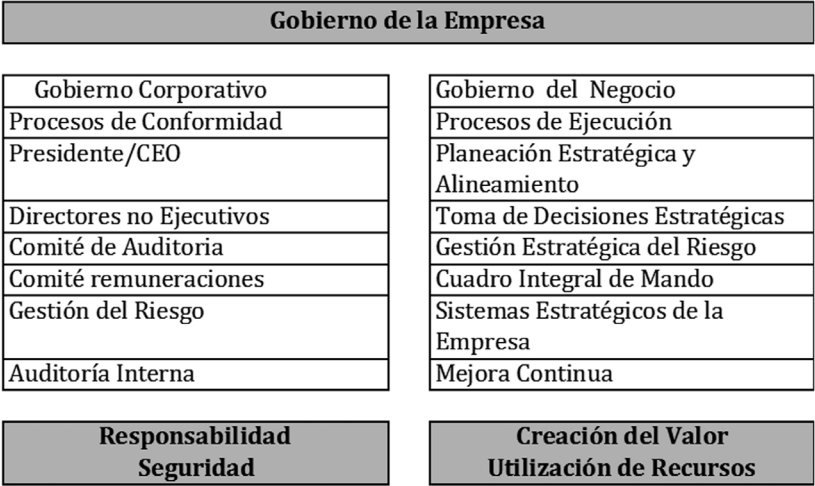 Gobierno de la Empresa
Gobierno Corporativo
Procesos de Conformidad
Presidente/CEO
Directores no Ejecutivos
Comité de Auditoria
Comité remuneraciones
Gestión del Riesgo
Auditoría Interna
Responsabilidad
Seguridad
Gobierno del Negocio
Procesos de Ejecución
Planeación Estratégica y
Alineamiento
Toma de Decisiones Estratégicas
Gestión Estratégica del Riesgo
Cuadro Integral de Mando
Sistemas Estratégicos de la
Empresa
Mejora Continua
Creación del Valor
Utilización de Recursos